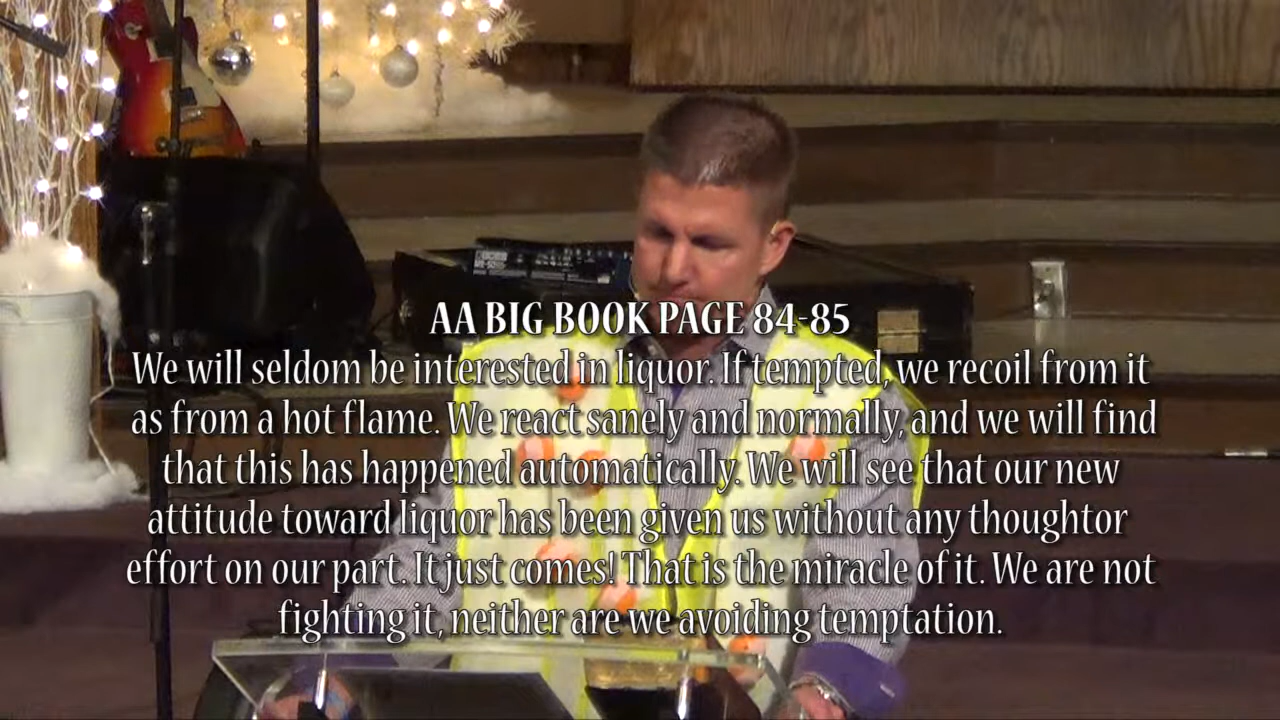 AA BIG BOOK PAGE 84-85
We will seldom be interested in liquor. If tempted, we recoil from it
as from a hot flame. We react sanely and normally, and we will find
that this has happened automatically. We will see that our new
attitude toward liquor has been given us without any thoughtor
effort on our part. It just comes! That is the miracle of it. We are not
fighting it, neither are we avoiding temptation.